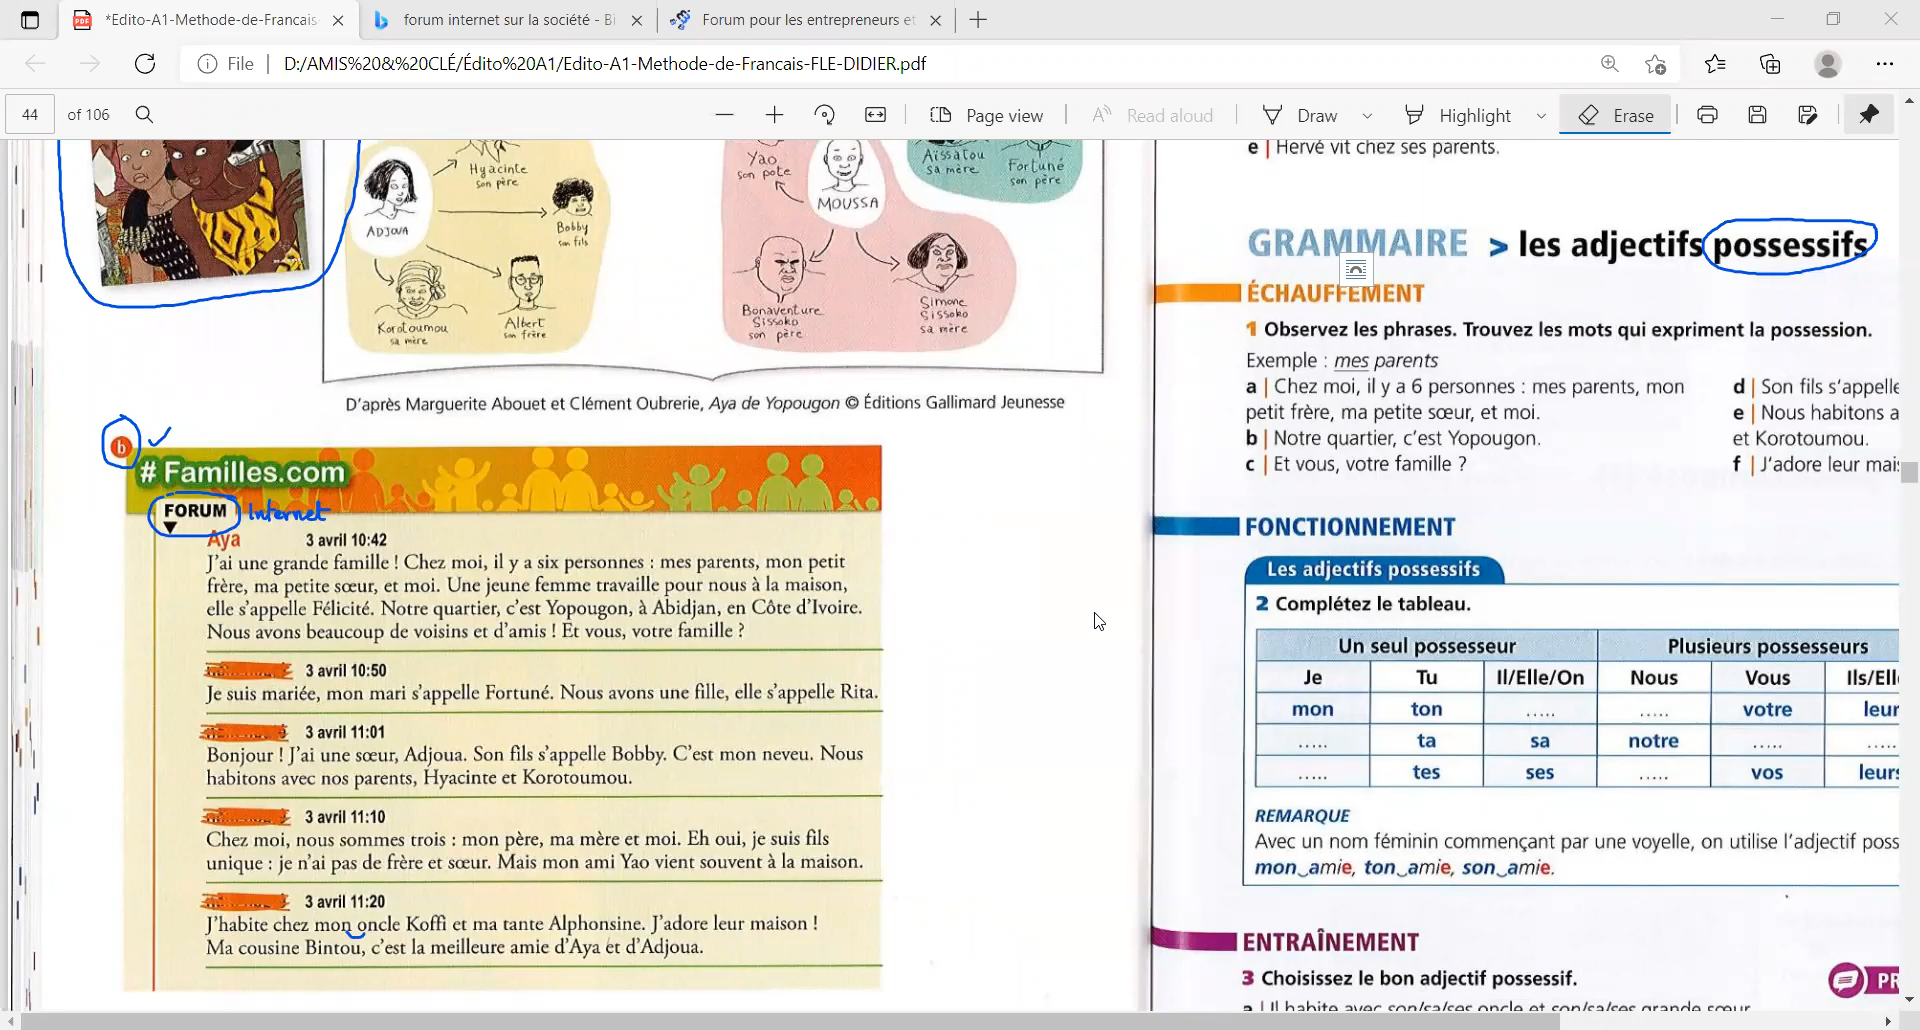 *Edito-A1-Methode-de-Francais-
forum internet sur la société - Bi
Forum pour les entrepreneurs et
File
D:/AMIS%20&%20CLÉ/Édito%20A1/Edito-A1-Methode-de-Francais-FLE-DIDIER.pdf
44 of 106
Page view
Read aloud
Draw
Highlight
Erase
Hyacinte
son père
ADJOUA
Bobby
son fils
Korotoumou
sa mère
Albert
son frère
Yao
son pote
MOUSSA
Aïssatou
sa mère
Fortuné
son père
Bonaventure
Sissoko
son père
Simone
Sissoko
sa mère
D'après Marguerite Abouet et Clément Oubrerie, Aya de Yopougon © Éditions Gallimard Jeunesse
b
# Familles.com
FORUM Internet
Aya 3 avril 10:42
J'ai une grande famille ! Chez moi, il y a six personnes : mes parents, mon petit
frère, ma petite sœur, et moi. Une jeune femme travaille pour nous à la maison,
elle s'appelle Félicité. Notre quartier, c'est Yopougon, à Abidjan, en Côte d'Ivoire.
Nous avons beaucoup de voisins et d'amis ! Et vous, votre famille ?
3 avril 10:50
Je suis mariée, mon mari s'appelle Fortuné. Nous avons une fille, elle s'appelle Rita.
3 avril 11:01
Bonjour ! J'ai une sœur, Adjoua. Son fils s'appelle Bobby. C'est mon neveu. Nous
habitons avec nos parents, Hyacinte et Korotoumou.
3 avril 11:10
Chez moi, nous sommes trois : mon père, ma mère et moi. Eh oui, je suis fils
unique : je n'ai pas de frère et sœur. Mais mon ami Yao vient souvent à la maison.
3 avril 11:20
J'habite chez mon oncle Koffi et ma tante Alphonsine. J'adore leur maison !
Ma cousine Bintou, c'est la meilleure amie d'Aya et d'Adjoua.
e | Hervé vit chez ses parents.
GRAMMAIRE > les adjectifs possessifs
ÉCHAUFFEMENT
1 Observez les phrases. Trouvez les mots qui expriment la possession.
Exemple : mes parents
a | Chez moi, il y a 6 personnes : mes parents, mon
petit frère, ma petite sœur, et moi.
b | Notre quartier, c'est Yopougon.
c | Et vous, votre famille ?
d | Son fils s'appelle
e | Nous habitons a
et Korotoumou.
f | J'adore leur mais
FONCTIONNEMENT
Les adjectifs possessifs
2 Complétez le tableau.
Un seul possesseur Plusieurs possesseurs
Je Tu Il/Elle/On Nous Vous Ils/Ell
mon ton ..... ..... votre leur
..... ta sa notre ..... .....
..... tes ses ..... vos leurs
REMARQUE
Avec un nom féminin commençant par une voyelle, on utilise l'adjectif poss
mon‿amie, ton‿amie, son‿amie.
ENTRAÎNEMENT
3 Choisissez le bon adjectif possessif.
PR
a | Il habite avec son/sa/ses oncle et son/sa/ses grande sœur